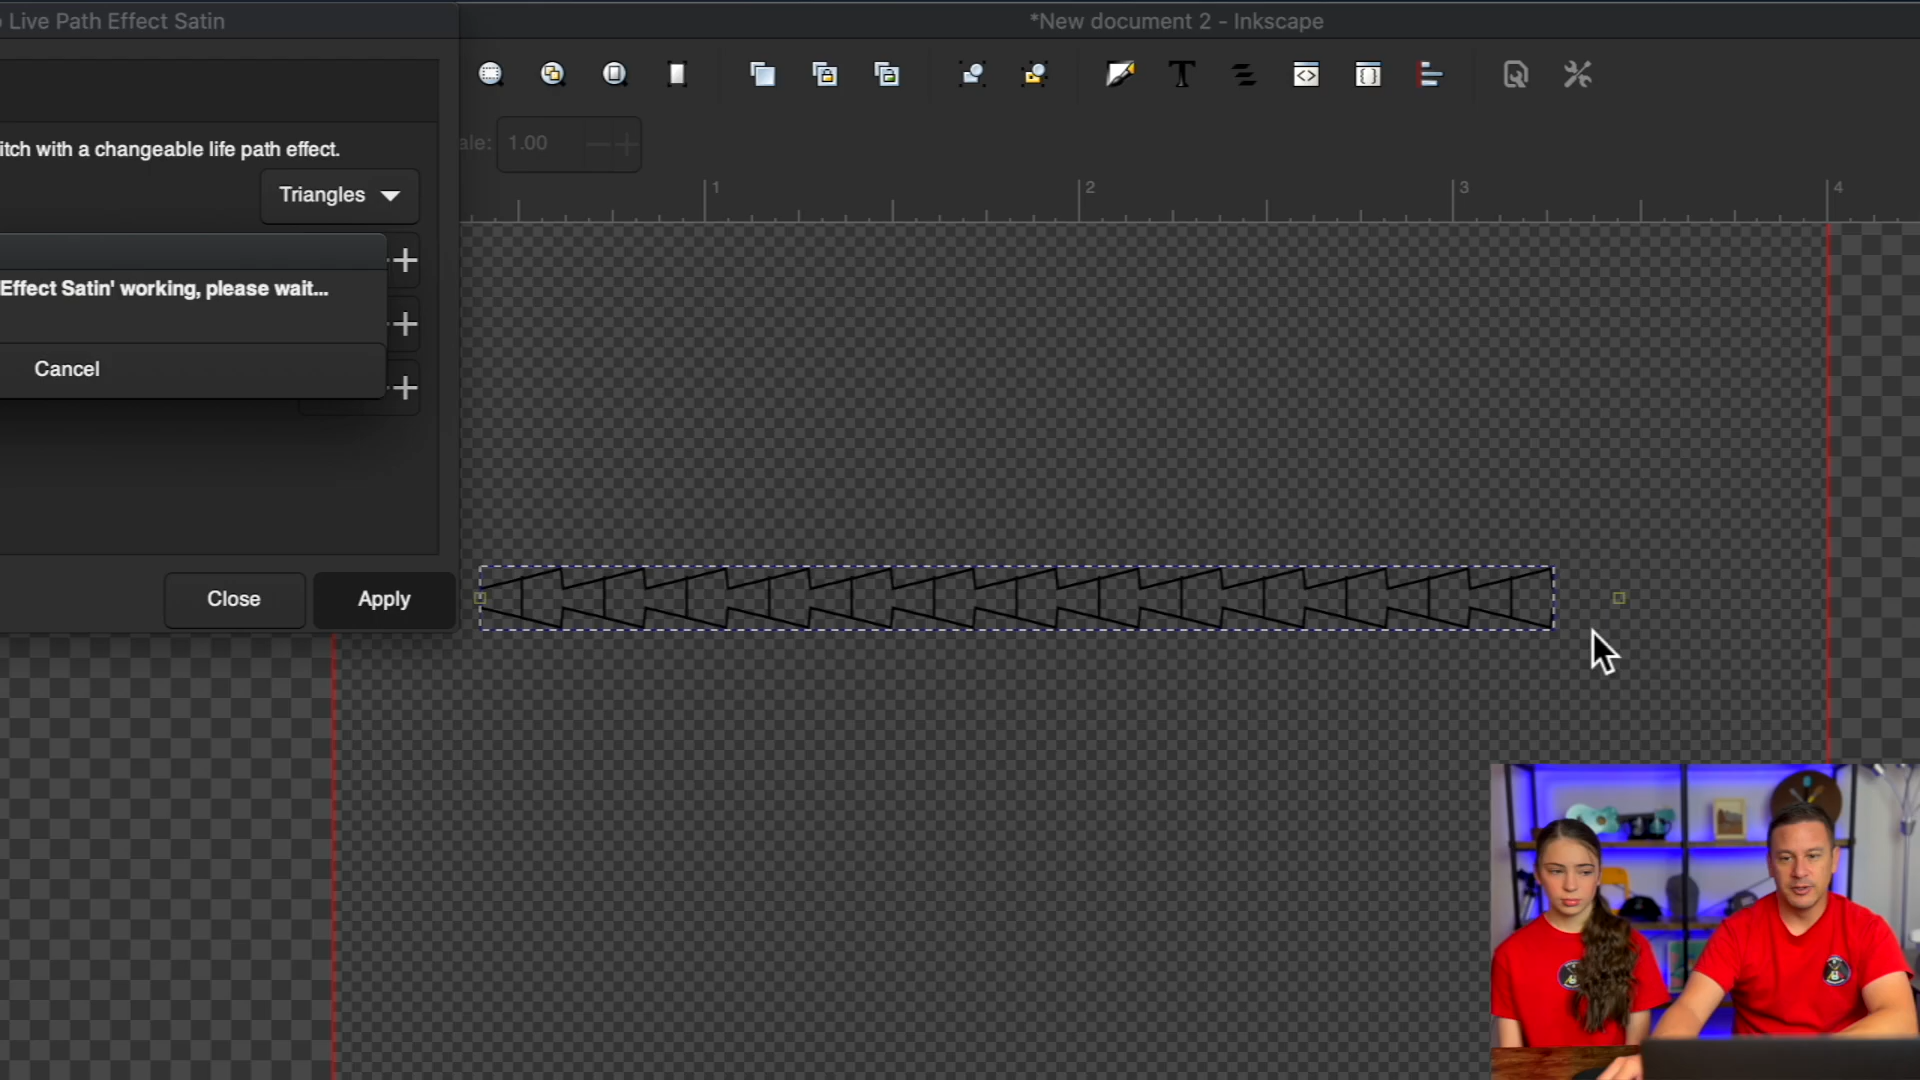 Live Path Effect Satin
*New document 2 - Inkscape
itch with a changeable life path effect.
ale: 1.00
Triangles
1 2 3 4
Effect Satin' working, please wait...
Cancel
Close Apply